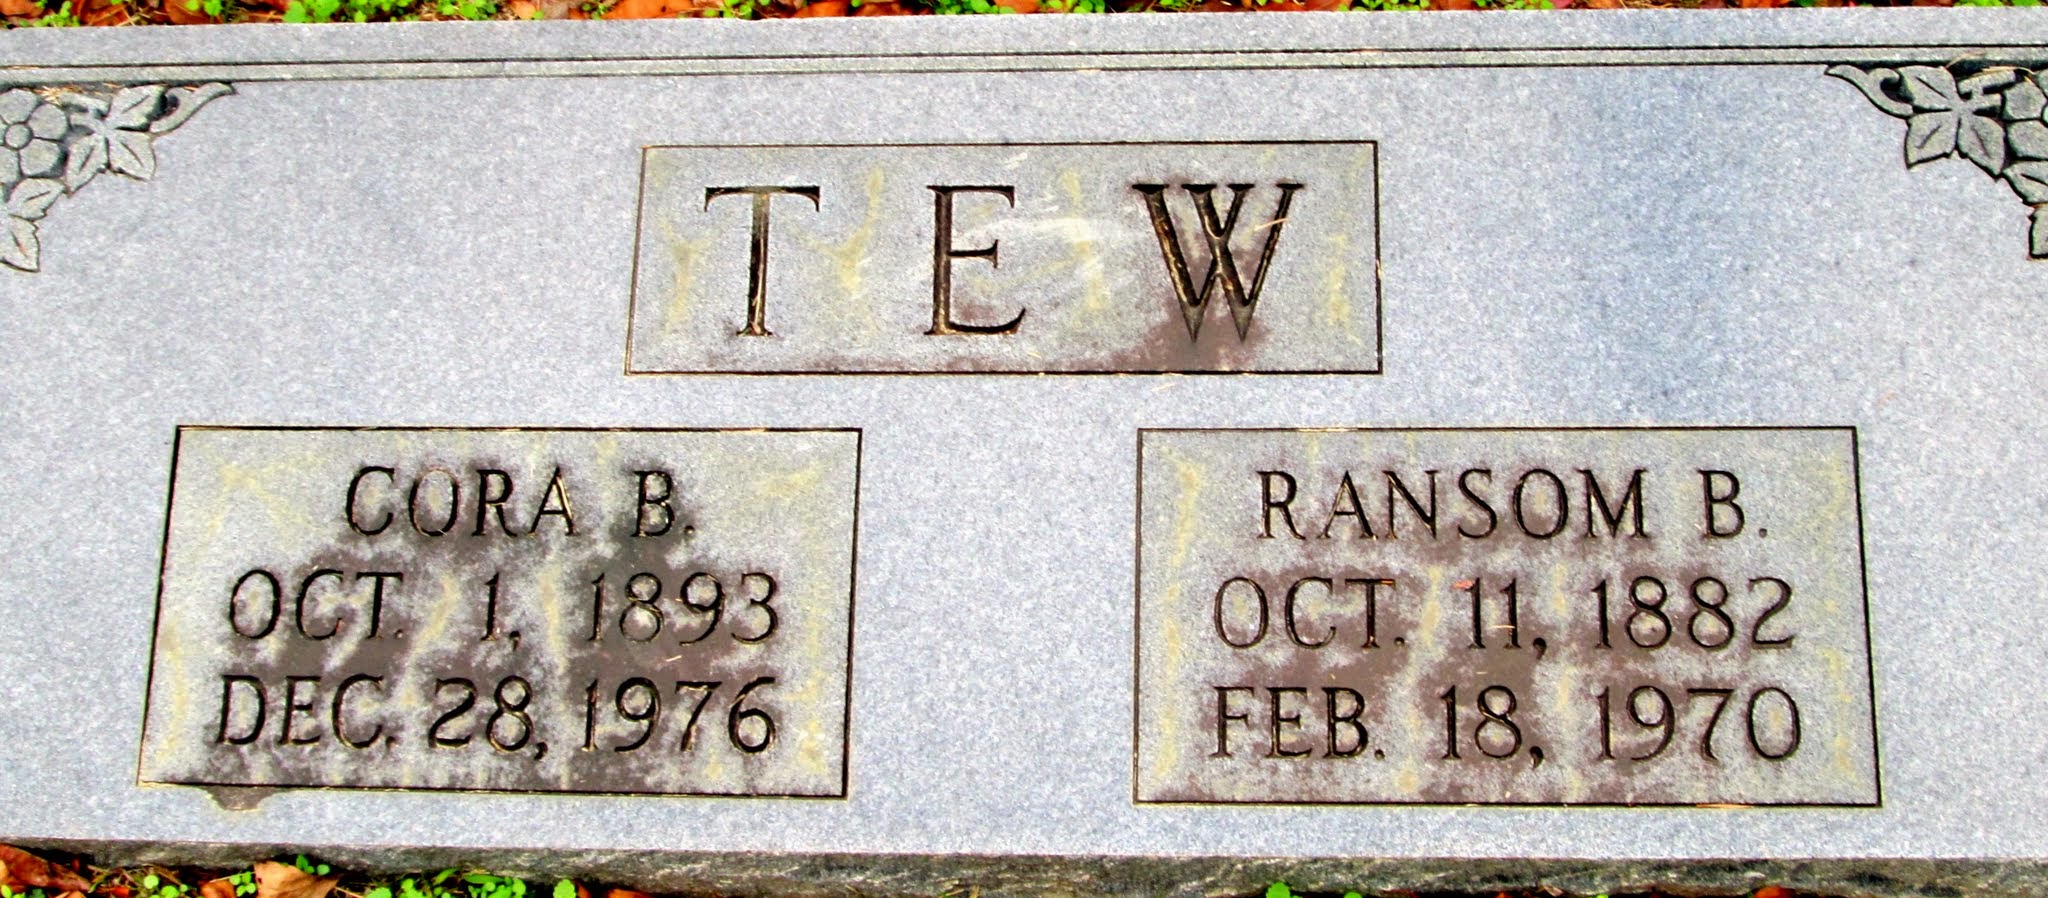 TEW
CORA B.
OCT. 1, 1893
DEC. 28, 1976
RANSOM B.
OCT. 11, 1882
FEB. 18, 1970